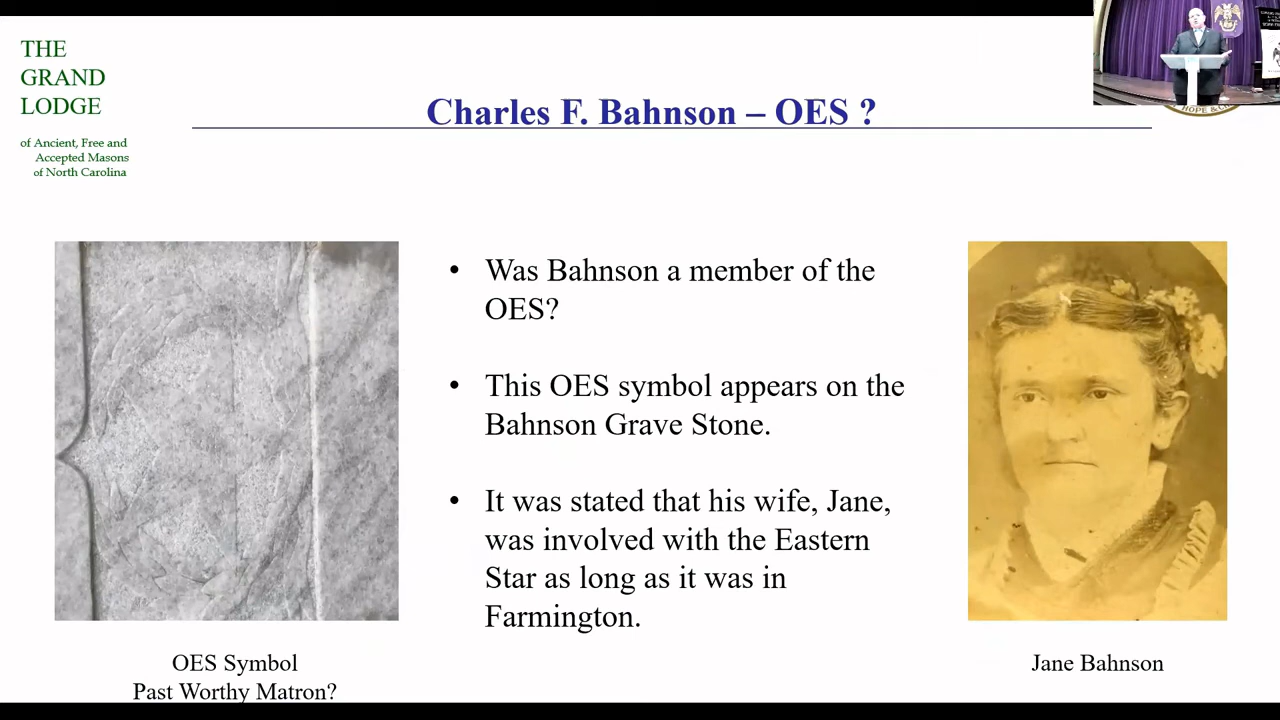 THE
GRAND
LODGE
of Ancient, Free and
Accepted Masons
of North Carolina
Charles F. Bahnson – OES ?
HOPE &
• Was Bahnson a member of the
OES?
• This OES symbol appears on the
Bahnson Grave Stone.
• It was stated that his wife, Jane,
was involved with the Eastern
Star as long as it was in
Farmington.
OES Symbol
Past Worthy Matron?
Jane Bahnson